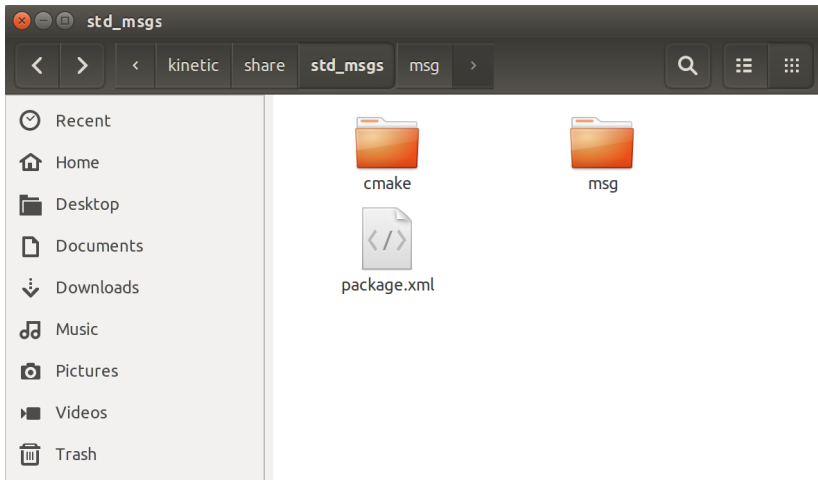 std_msgs
kinetic share std_msgs msg
Recent
Home
Desktop
Documents
Downloads
Music
Pictures
Videos
Trash
cmake
msg
package.xml